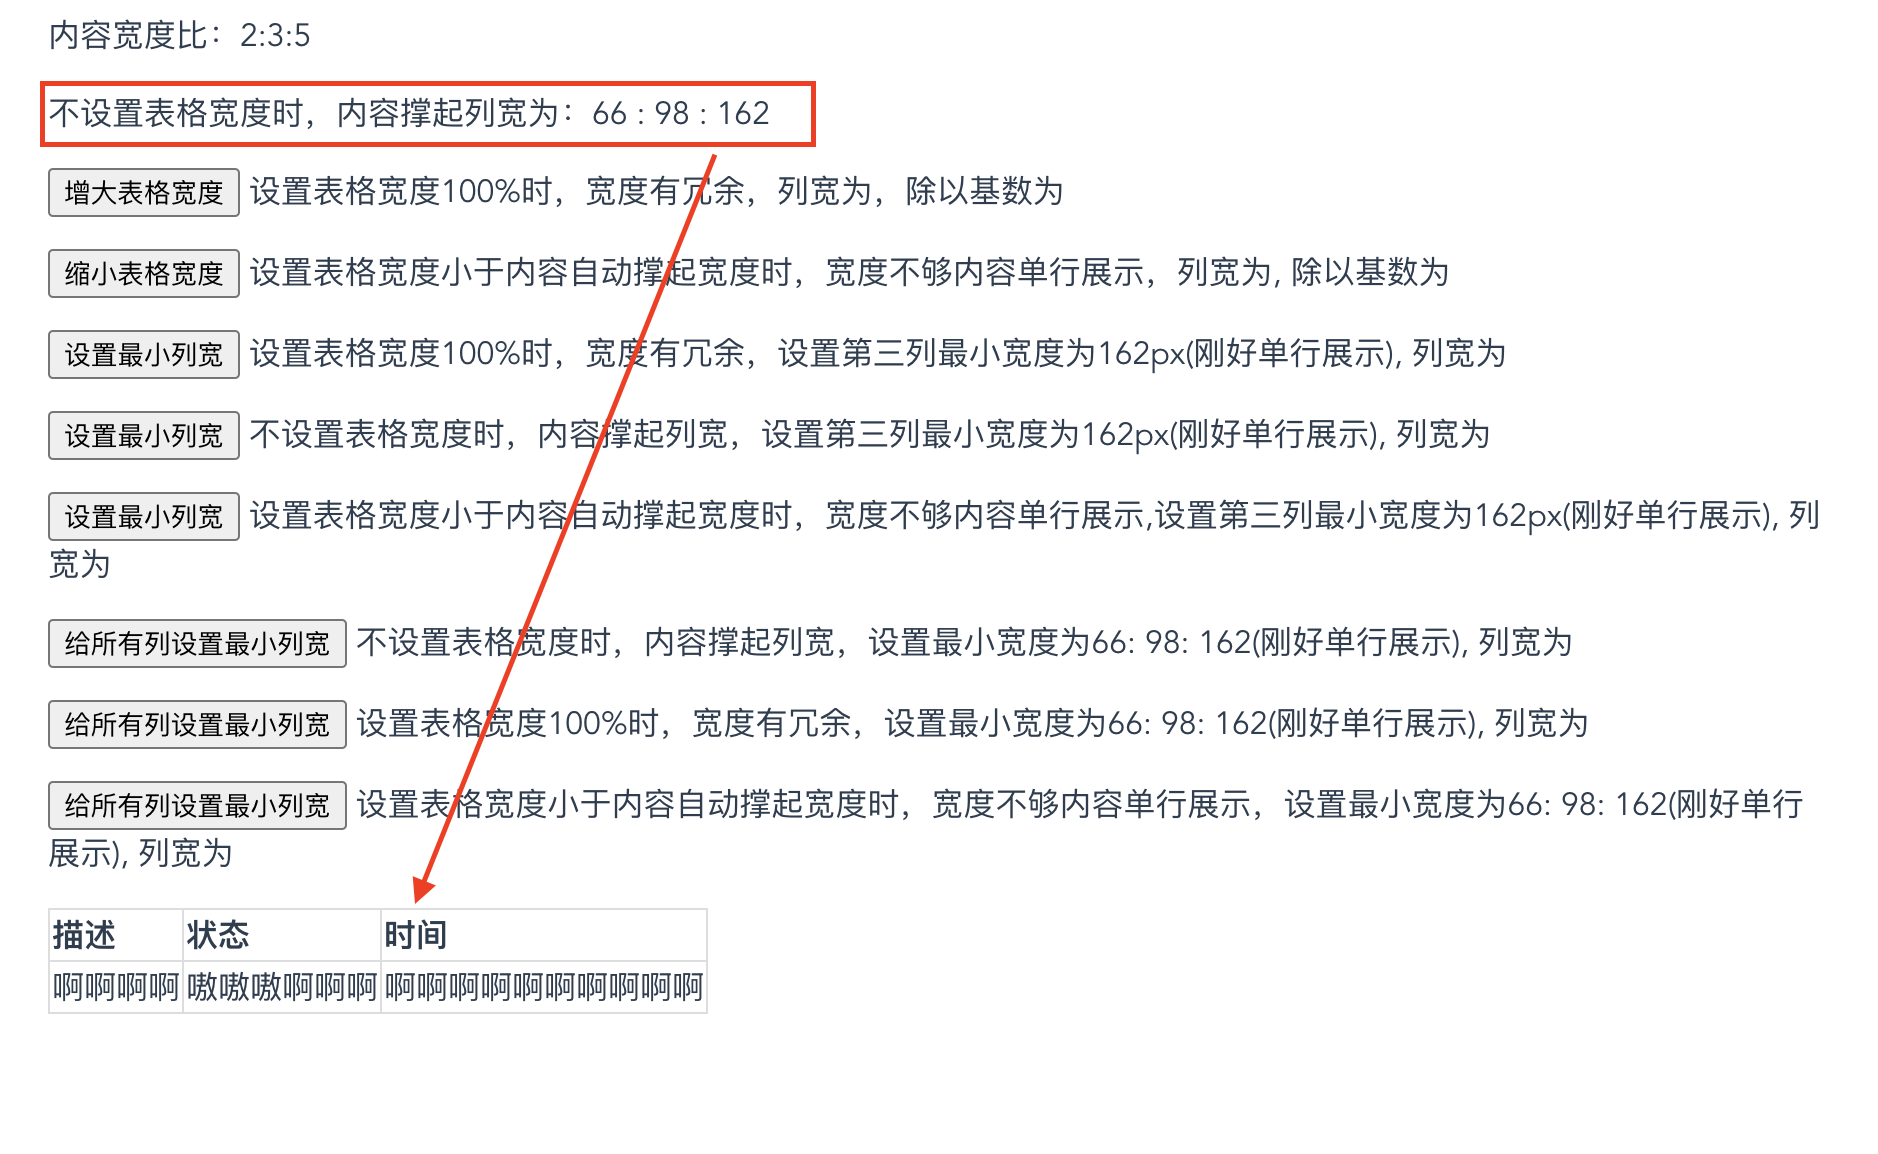 内容宽度比：2:3:5
不设置表格宽度时，内容撑起列宽为：66 : 98 : 162
增大表格宽度 设置表格宽度100%时，宽度有冗余，列宽为，除以基数为
缩小表格宽度 设置表格宽度小于内容自动撑起宽度时，宽度不够内容单行展示，列宽为, 除以基数为
设置最小列宽 设置表格宽度100%时，宽度有冗余，设置第三列最小宽度为162px(刚好单行展示), 列宽为
设置最小列宽 不设置表格宽度时，内容撑起列宽，设置第三列最小宽度为162px(刚好单行展示), 列宽为
设置最小列宽 设置表格宽度小于内容自动撑起宽度时，宽度不够内容单行展示,设置第三列最小宽度为162px(刚好单行展示), 列
宽为
给所有列设置最小列宽 不设置表格宽度时，内容撑起列宽，设置最小宽度为66: 98: 162(刚好单行展示), 列宽为
给所有列设置最小列宽 设置表格宽度100%时，宽度有冗余，设置最小宽度为66: 98: 162(刚好单行展示), 列宽为
给所有列设置最小列宽 设置表格宽度小于内容自动撑起宽度时，宽度不够内容单行展示，设置最小宽度为66: 98: 162(刚好单行
展示), 列宽为
描述 状态 时间
啊啊啊啊 嗷嗷嗷啊啊啊 啊啊啊啊啊啊啊啊啊啊